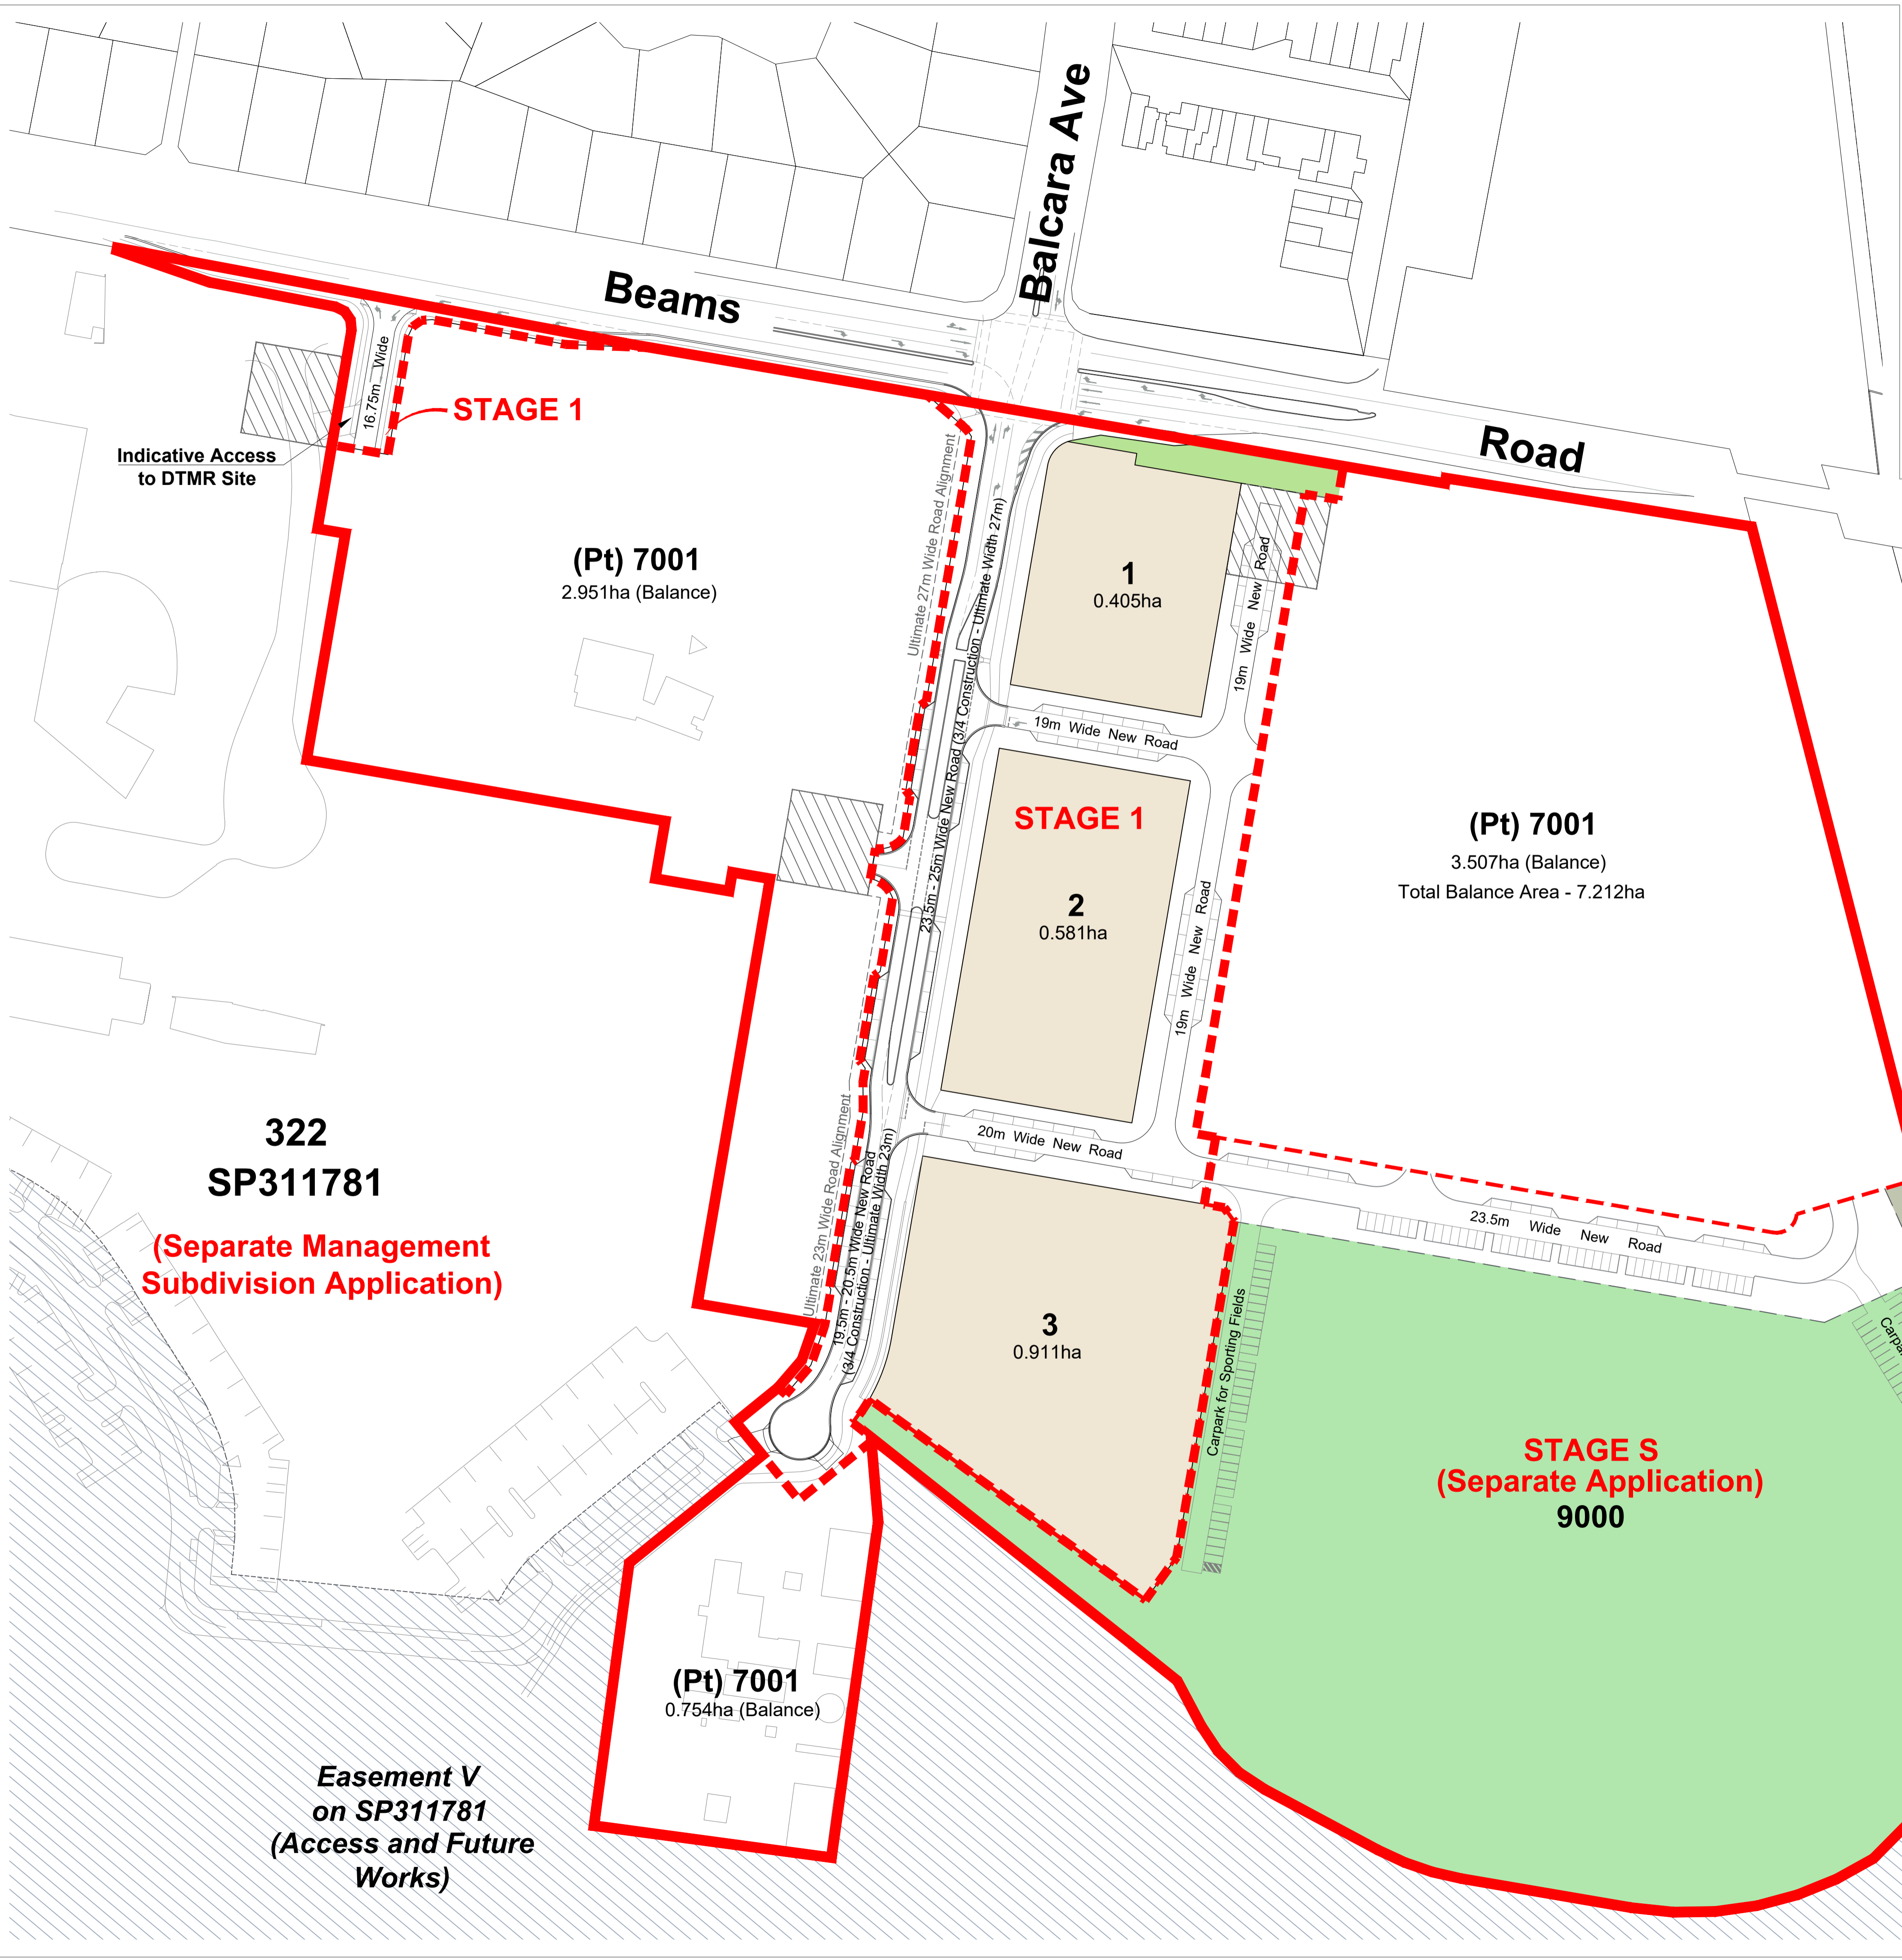 Balcara Ave
Beams
Road
16.75m Wide
STAGE 1
Indicative Access
to DTMR Site
(Pt) 7001
2.951ha (Balance)
Ultimate 27m Wide Road Alignment
23.5m - 25m Wide New Road (3/4 Construction - Ultimate Width 27m)
1
0.405ha
19m Wide New Road
19m Wide New Road
STAGE 1
2
0.581ha
19m Wide New Road
(Pt) 7001
3.507ha (Balance)
Total Balance Area - 7.212ha
20m Wide New Road
23.5m Wide New Road
322
SP311781
(Separate Management
Subdivision Application)
Ultimate 23m Wide Road Alignment
19.5m - 20.5m Wide New Road
(3/4 Construction - Ultimate Width 23m)
3
0.911ha
Carpark for Sporting Fields
STAGE S
(Separate Application)
9000
(Pt) 7001
0.754ha (Balance)
Easement V
on SP311781
(Access and Future
Works)